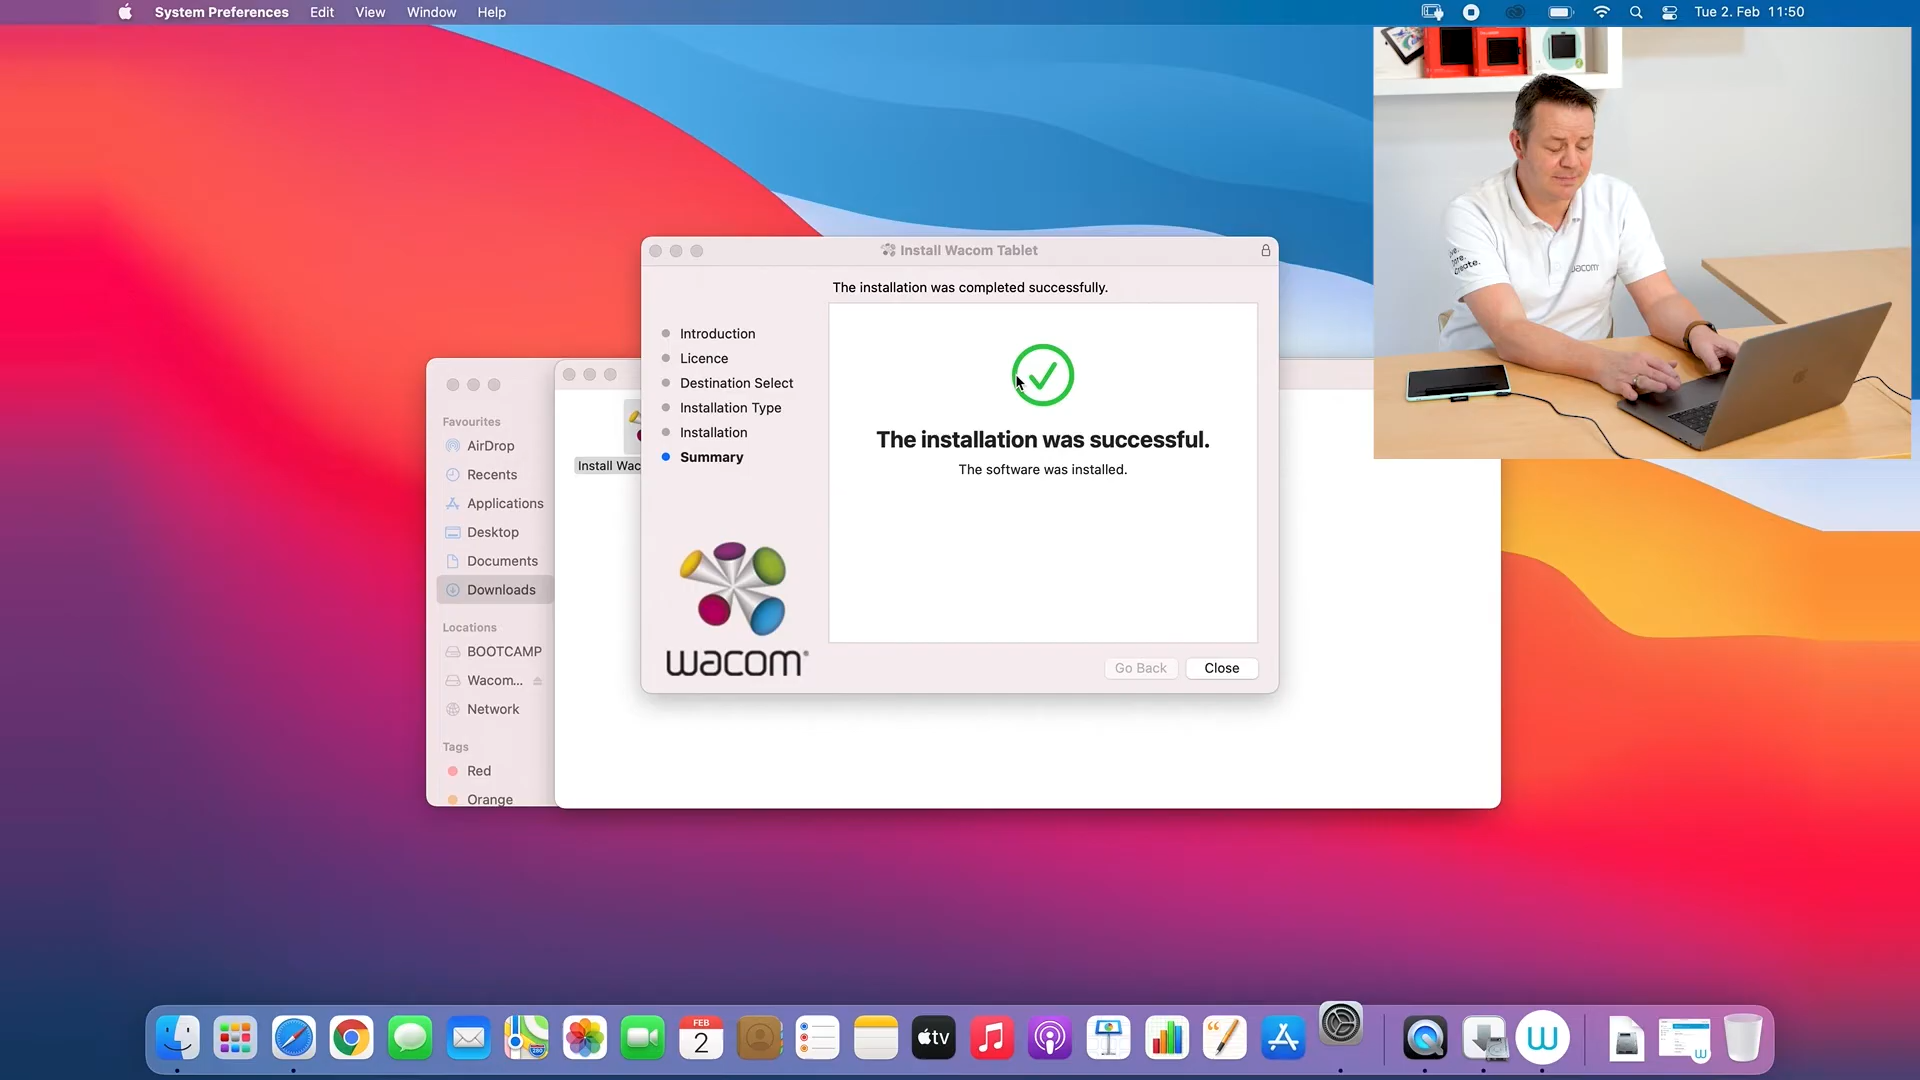 System Preferences Edit View Window Help
Tue 2. Feb 11:50
Install Wacom Tablet
The installation was completed successfully.
Introduction
Licence
Destination Select
Installation Type
Installation
Summary
The installation was successful.
The software was installed.
wacom
Go Back Close
Favourites
AirDrop
Recents
Applications
Desktop
Documents
Downloads
Locations
BOOTCAMP
Wacom...
Network
Tags
Red
Orange
Install Wac
create.
wacom
FEB
2
tv
W